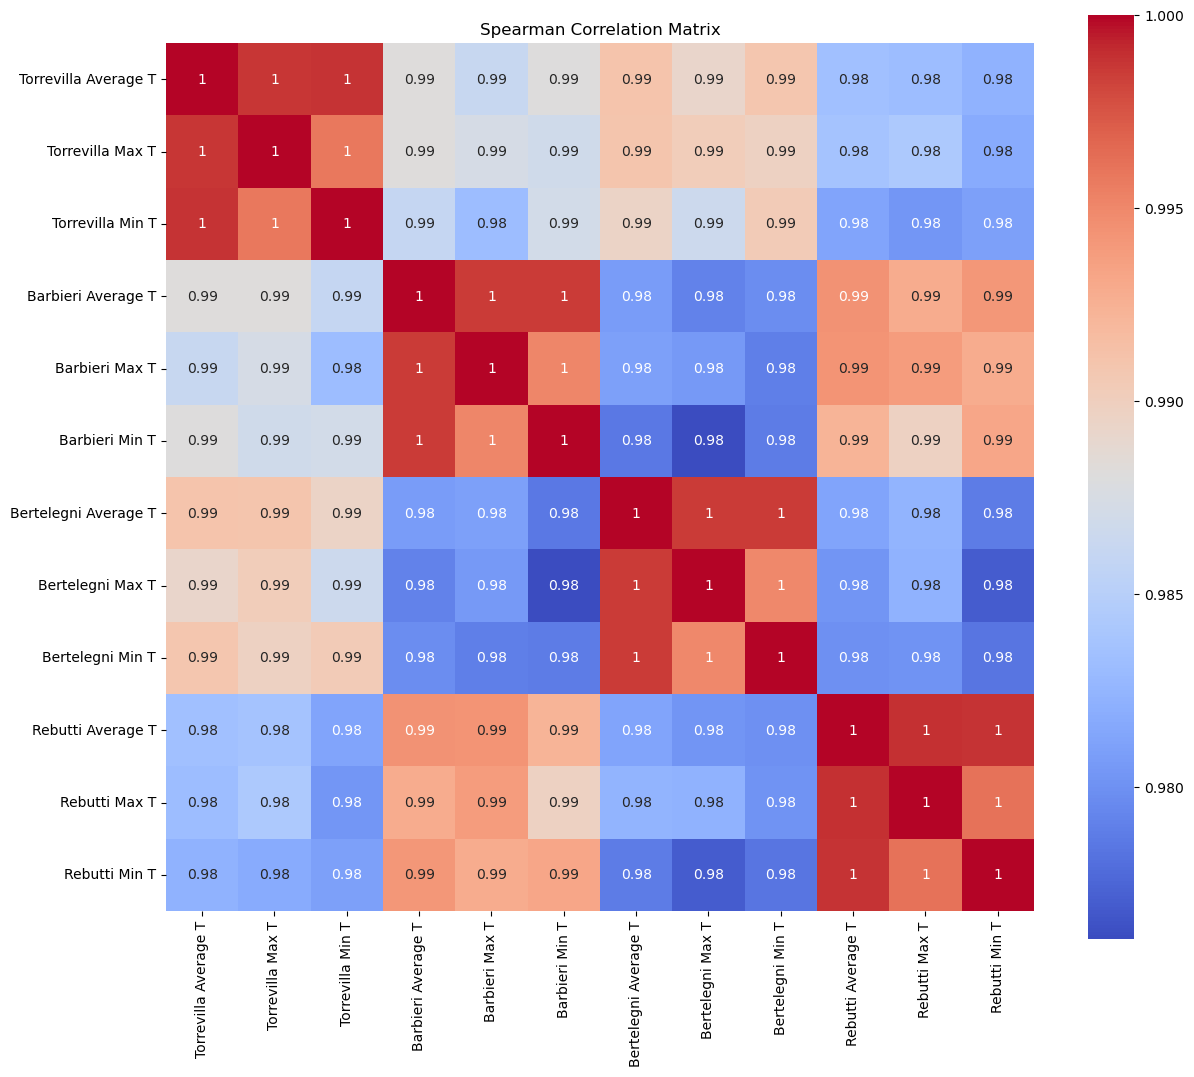 Spearman Correlation Matrix
Torrevilla Average T 1 1 1 0.99 0.99 0.99 0.99 0.99 0.99 0.98 0.98 0.98
Torrevilla Max T 1 1 1 0.99 0.99 0.99 0.99 0.99 0.99 0.98 0.98 0.98
Torrevilla Min T 1 1 1 0.99 0.98 0.99 0.99 0.99 0.99 0.98 0.98 0.98
Barbieri Average T 0.99 0.99 0.99 1 1 1 0.98 0.98 0.98 0.99 0.99 0.99
Barbieri Max T 0.99 0.99 0.98 1 1 1 0.98 0.98 0.98 0.99 0.99 0.99
Barbieri Min T 0.99 0.99 0.99 1 1 1 0.98 0.98 0.98 0.99 0.99 0.99
Bertelegni Average T 0.99 0.99 0.99 0.98 0.98 0.98 1 1 1 0.98 0.98 0.98
Bertelegni Max T 0.99 0.99 0.99 0.98 0.98 0.98 1 1 1 0.98 0.98 0.98
Bertelegni Min T 0.99 0.99 0.99 0.98 0.98 0.98 1 1 1 0.98 0.98 0.98
Rebutti Average T 0.98 0.98 0.98 0.99 0.99 0.99 0.98 0.98 0.98 1 1 1
Rebutti Max T 0.98 0.98 0.98 0.99 0.99 0.99 0.98 0.98 0.98 1 1 1
Rebutti Min T 0.98 0.98 0.98 0.99 0.99 0.99 0.98 0.98 0.98 1 1 1
Torrevilla Average T
Torrevilla Max T
Torrevilla Min T
Barbieri Average T
Barbieri Max T
Barbieri Min T
Bertelegni Average T
Bertelegni Max T
Bertelegni Min T
Rebutti Average T
Rebutti Max T
Rebutti Min T
1.000
0.995
0.990
0.985
0.980